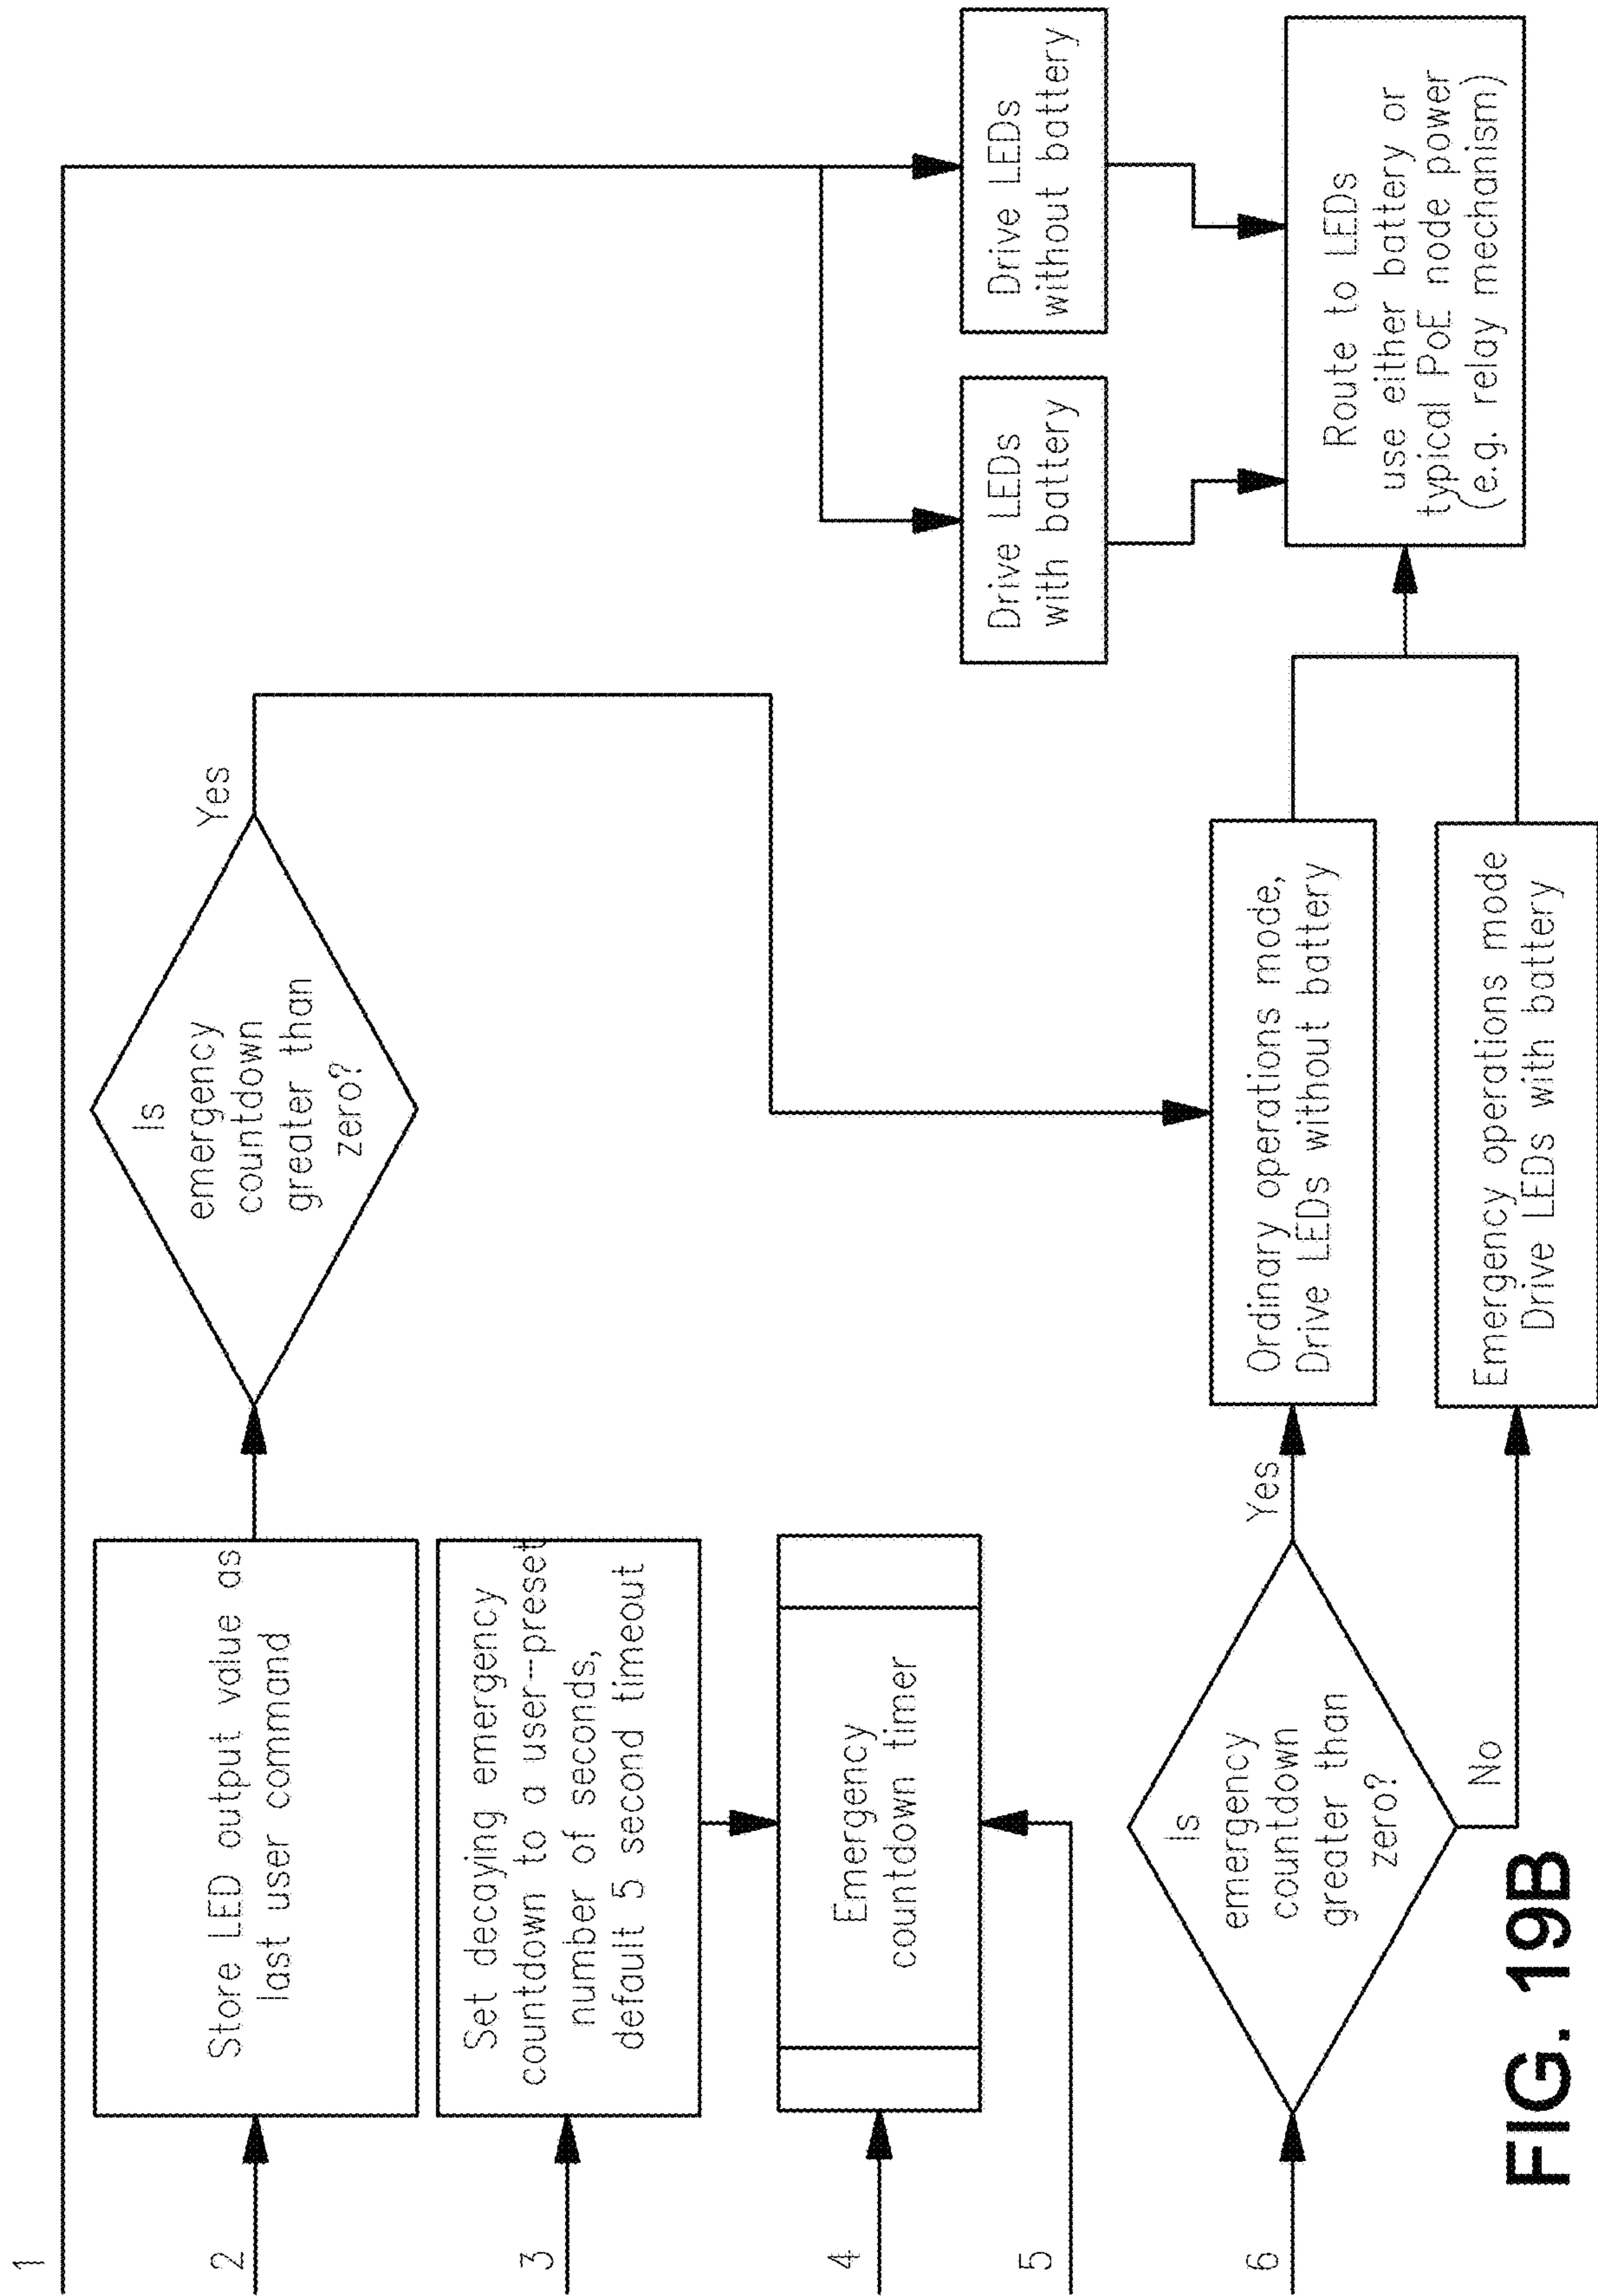 1
2
Store LED output value as
last user command
Is
emergency
countdown
greater than
zero?
Yes
3
Set decaying emergency
countdown to a user-preset
number of seconds,
default 5 second timeout
4
Emergency
countdown timer
5
Drive LEDs
with battery
Drive LEDs
without battery
6
Is
emergency
countdown
greater than
zero?
Yes
No
Ordinary operations mode,
Drive LEDs without battery
Emergency operations mode
Drive LEDs with battery
Route to LEDs
use either battery or
typical PoE node power
(e.g. relay mechanism)
FIG. 19B